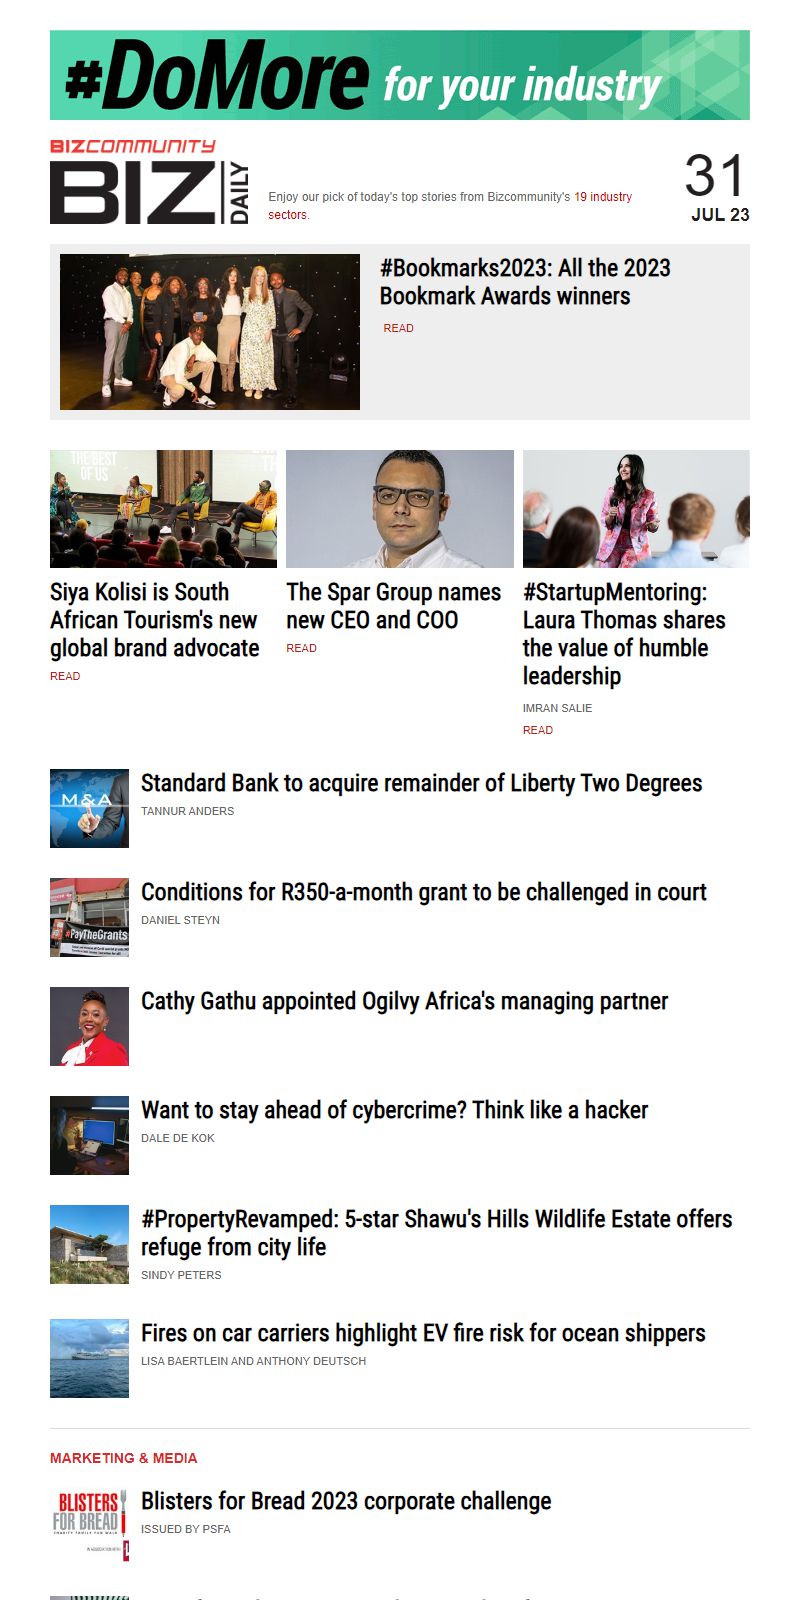 #DoMore for your industry
BIZCOMMUNITY
BIZ DAILY
Enjoy our pick of today's top stories from Bizcommunity's 19 industry
sectors.
31
JUL 23
#Bookmarks2023: All the 2023
Bookmark Awards winners
READ
THE BEST
OF US
Siya Kolisi is South
African Tourism's new
global brand advocate
READ
The Spar Group names
new CEO and COO
READ
#StartupMentoring:
Laura Thomas shares
the value of humble
leadership
IMRAN SALIE
READ
M&A
Standard Bank to acquire remainder of Liberty Two Degrees
TANNUR ANDERS
#PayTheGrants
Conditions for R350-a-month grant to be challenged in court
DANIEL STEYN
Cathy Gathu appointed Ogilvy Africa's managing partner
Want to stay ahead of cybercrime? Think like a hacker
DALE DE KOK
#PropertyRevamped: 5-star Shawu's Hills Wildlife Estate offers
refuge from city life
SINDY PETERS
Fires on car carriers highlight EV fire risk for ocean shippers
LISA BAERTLEIN AND ANTHONY DEUTSCH
MARKETING & MEDIA
BLISTERS
FOR BREAD
CHARITY FAMILY FUN WALK
Blisters for Bread 2023 corporate challenge
ISSUED BY PSFA